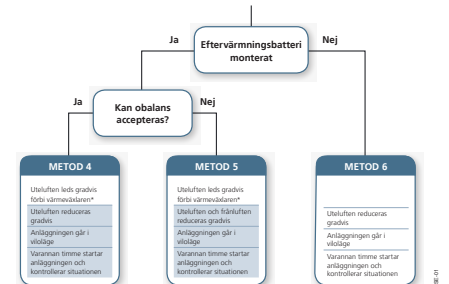 Ja
Eftervärmningsbatteri
monterat
Nej
Ja
Kan obalans
accepteras?
Nej
METOD 4
Uteluften leds gradvis
förbi värmeväxlaren*
Uteluften reduceras
gradvis
Anläggningen går i
viloläge
Varannan timme startar
anläggningen och
kontrollerar situationen
METOD 5
Uteluften leds gradvis
förbi värmeväxlaren*
Uteluften och frånluften
reduceras gradvis
Anläggningen går i
viloläge
Varannan timme startar
anläggningen och
kontrollerar situationen
METOD 6
Uteluften reduceras
gradvis
Anläggningen går i
viloläge
Varannan timme startar
anläggningen och
kontrollerar situationen